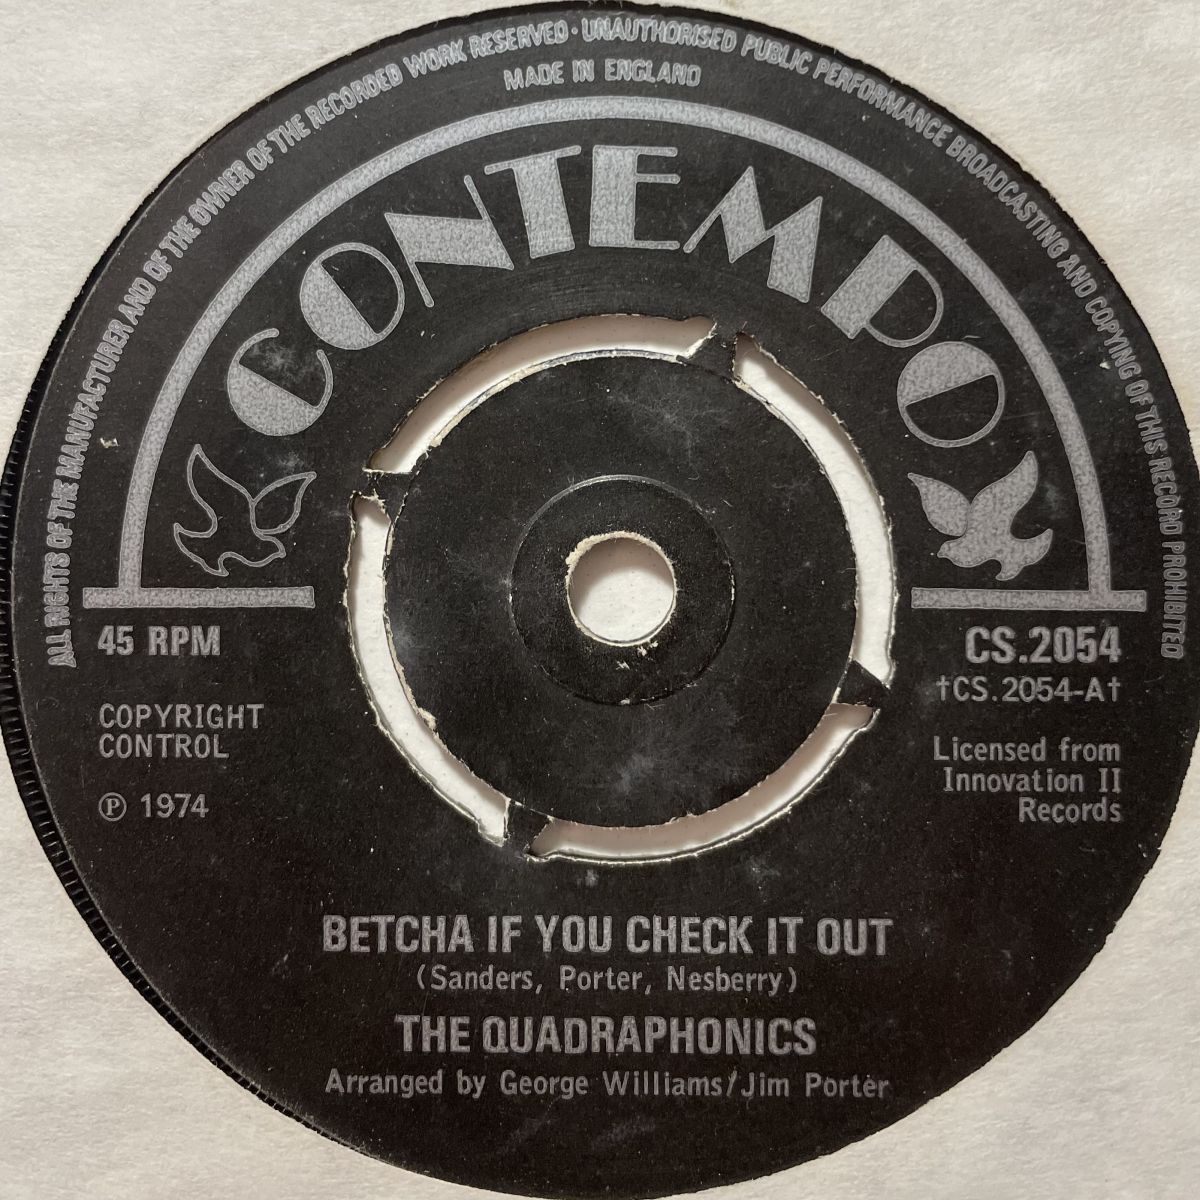 ALL RIGHTS OF THE MANUFACTURER AND OF THE OWNER OF THE RECORDED WORK RESERVED · UNAUTHORISED PUBLIC PERFORMANCE BROADCASTING AND COPYING OF THIS RECORD PROHIBITED
MADE IN ENGLAND
CONTEMPO
45 RPM
COPYRIGHT
CONTROL
℗ 1974
CS.2054
†CS.2054-A†
Licensed from
Innovation II
Records
BETCHA IF YOU CHECK IT OUT
(Sanders, Porter, Nesberry)
THE QUADRAPHONICS
Arranged by George Williams/Jim Porter